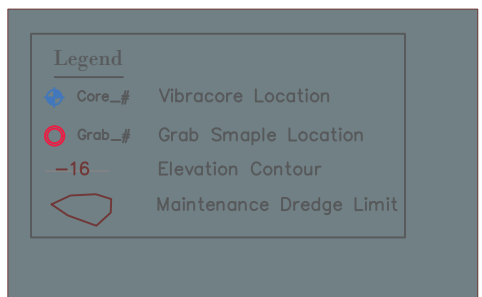 Legend
Core_# Vibracore Location
Grab_# Grab Smaple Location
-16 Elevation Contour
Maintenance Dredge Limit